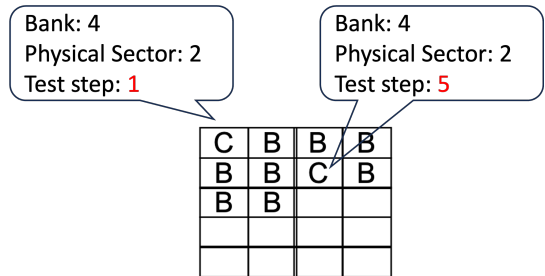 Bank: 4
Physical Sector: 2
Test step: 1
Bank: 4
Physical Sector: 2
Test step: 5
C B B B
B B C B
B B